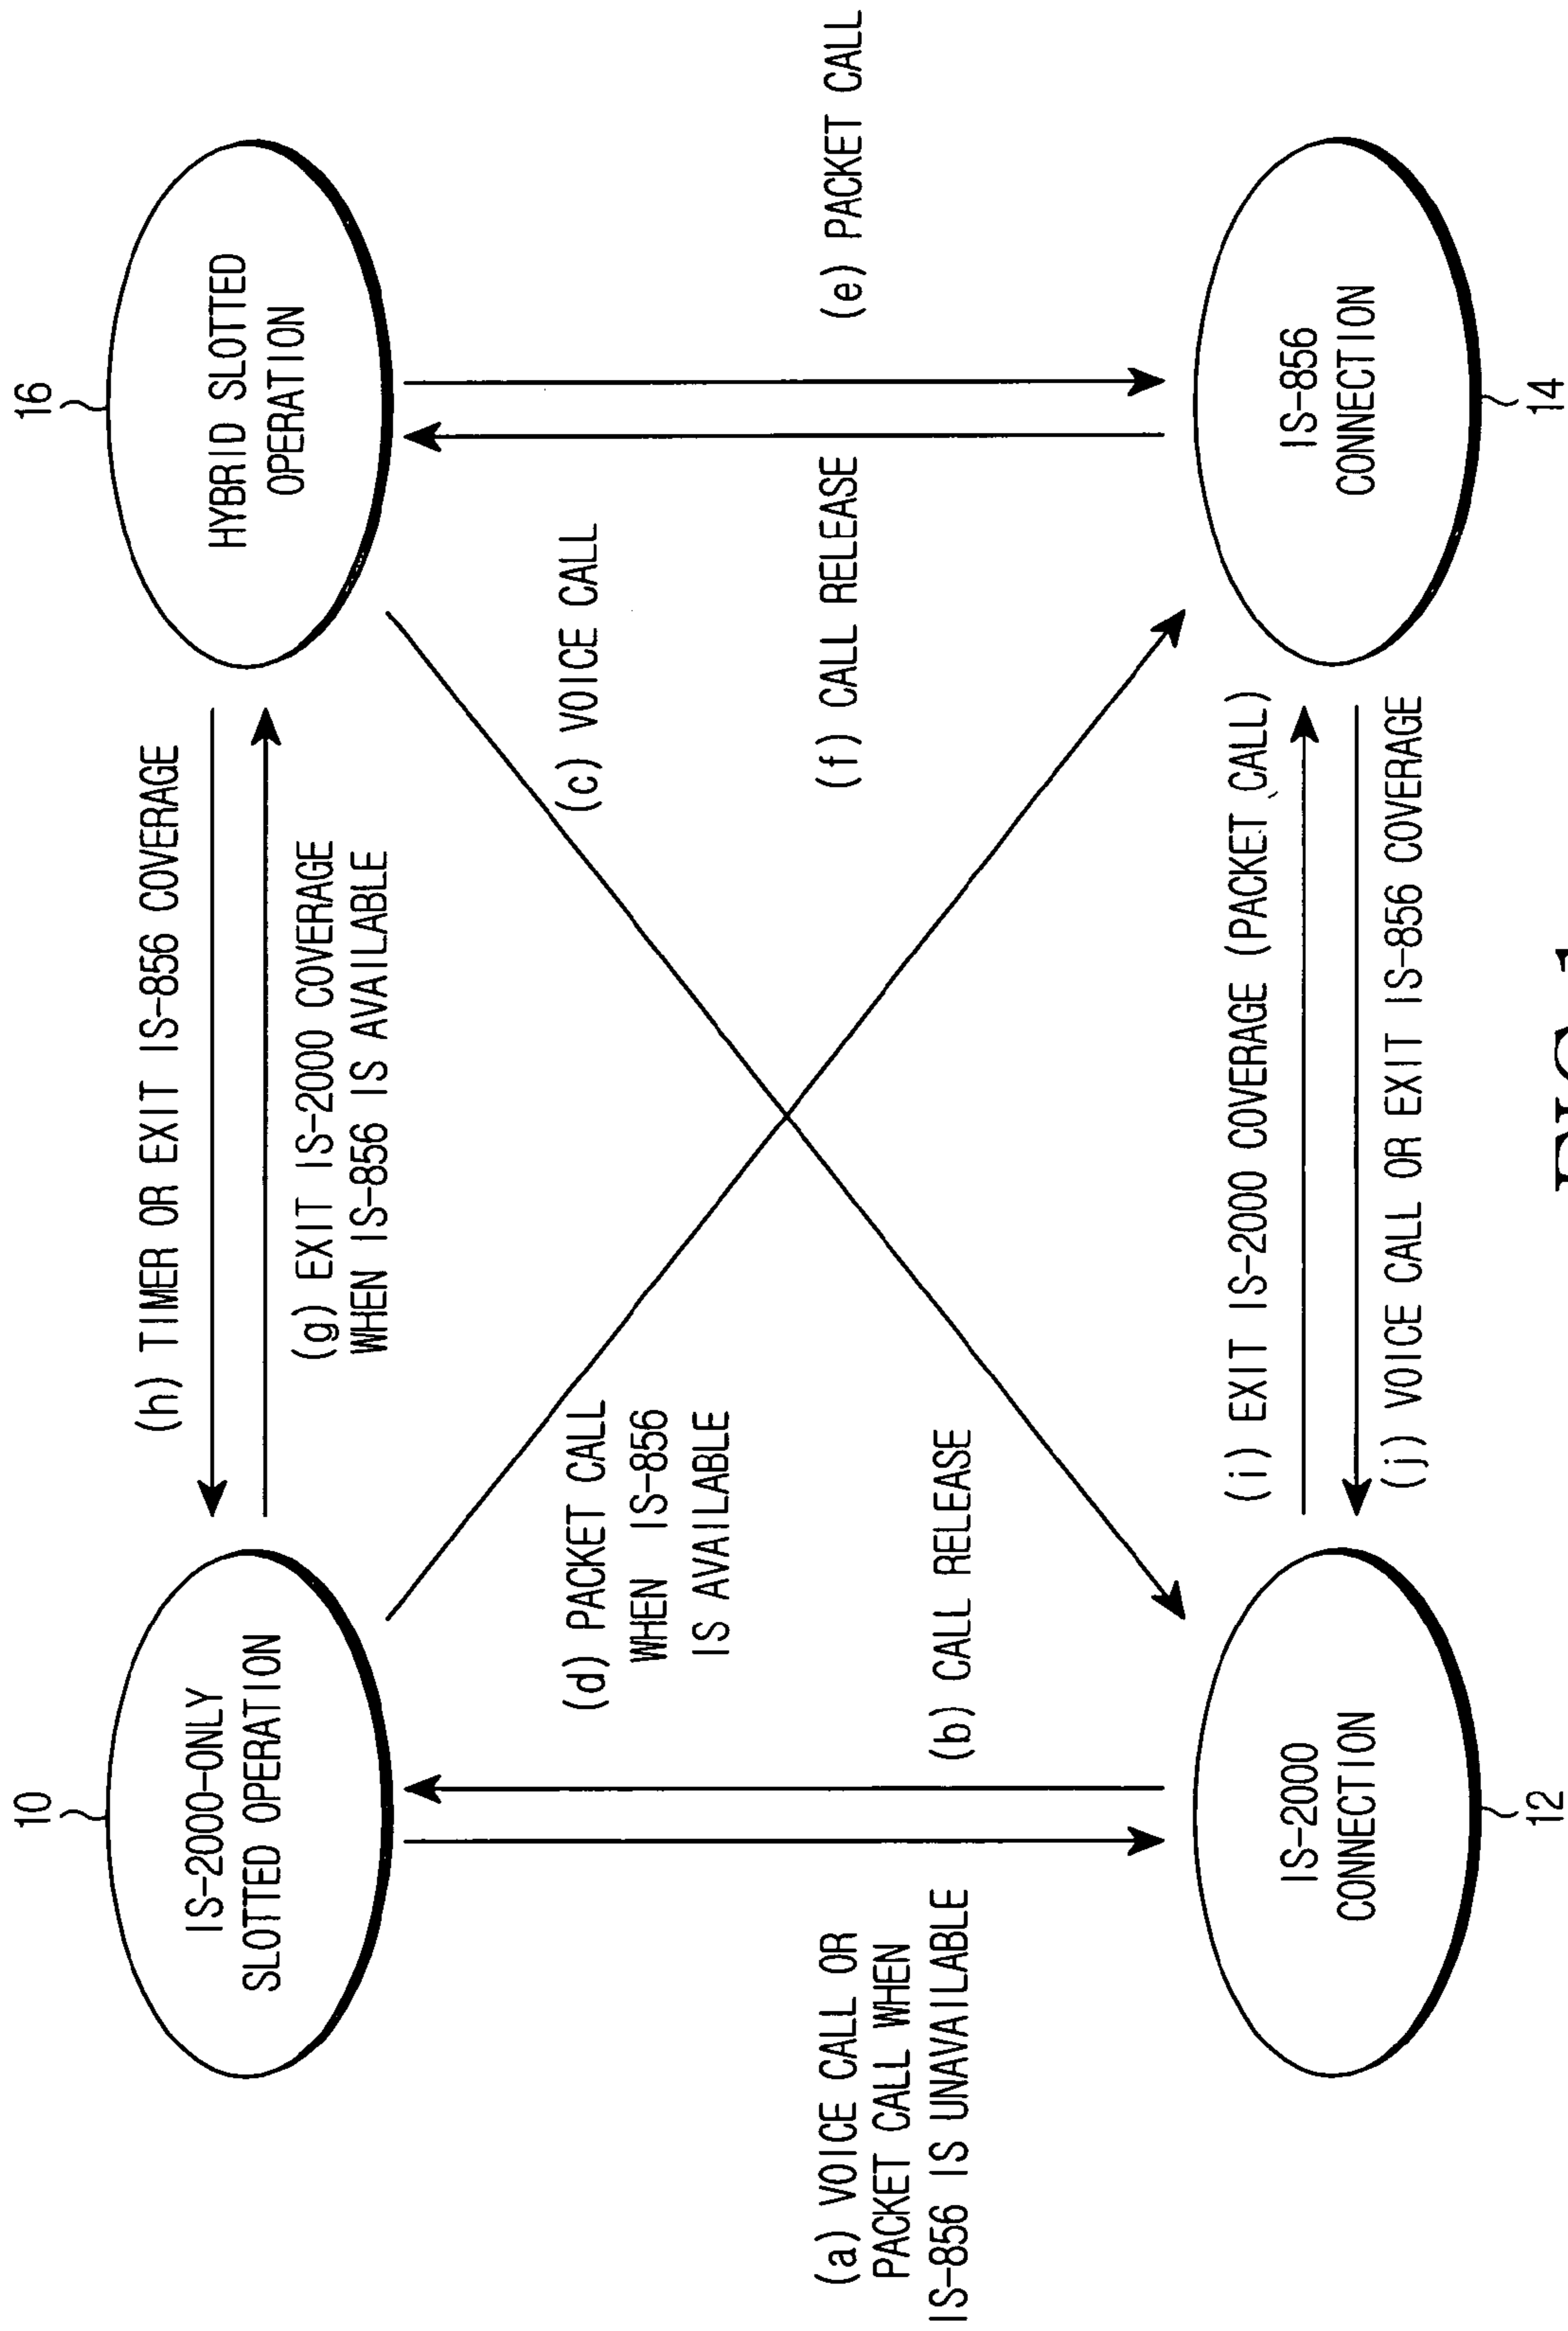 10
16
IS-2000-ONLY
SLOTTED OPERATION
HYBRID SLOTTED
OPERATION
(h) TIMER OR EXIT IS-856 COVERAGE
(g) EXIT IS-2000 COVERAGE
WHEN IS-856 IS AVAILABLE
(d) PACKET CALL
WHEN IS-856
IS AVAILABLE
(c) VOICE CALL
(a) VOICE CALL OR
PACKET CALL WHEN
IS-856 IS UNAVAILABLE
(b) CALL RELEASE
(f) CALL RELEASE
(e) PACKET CALL
(i) EXIT IS-2000 COVERAGE (PACKET CALL)
(j) VOICE CALL OR EXIT IS-856 COVERAGE
IS-2000
CONNECTION
IS-856
CONNECTION
12
14